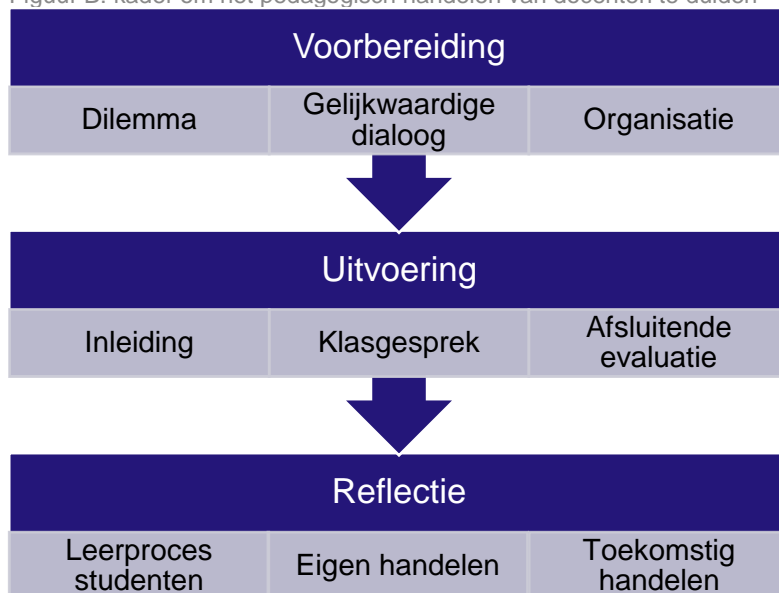 Figuur B: kader om het pedagogisch handelen van docenten te duiden
Voorbereiding
Dilemma
Gelijkwaardige
dialoog
Organisatie
Uitvoering
Inleiding
Klasgesprek
Afsluitende
evaluatie
Reflectie
Leerproces
studenten
Eigen handelen
Toekomstig
handelen